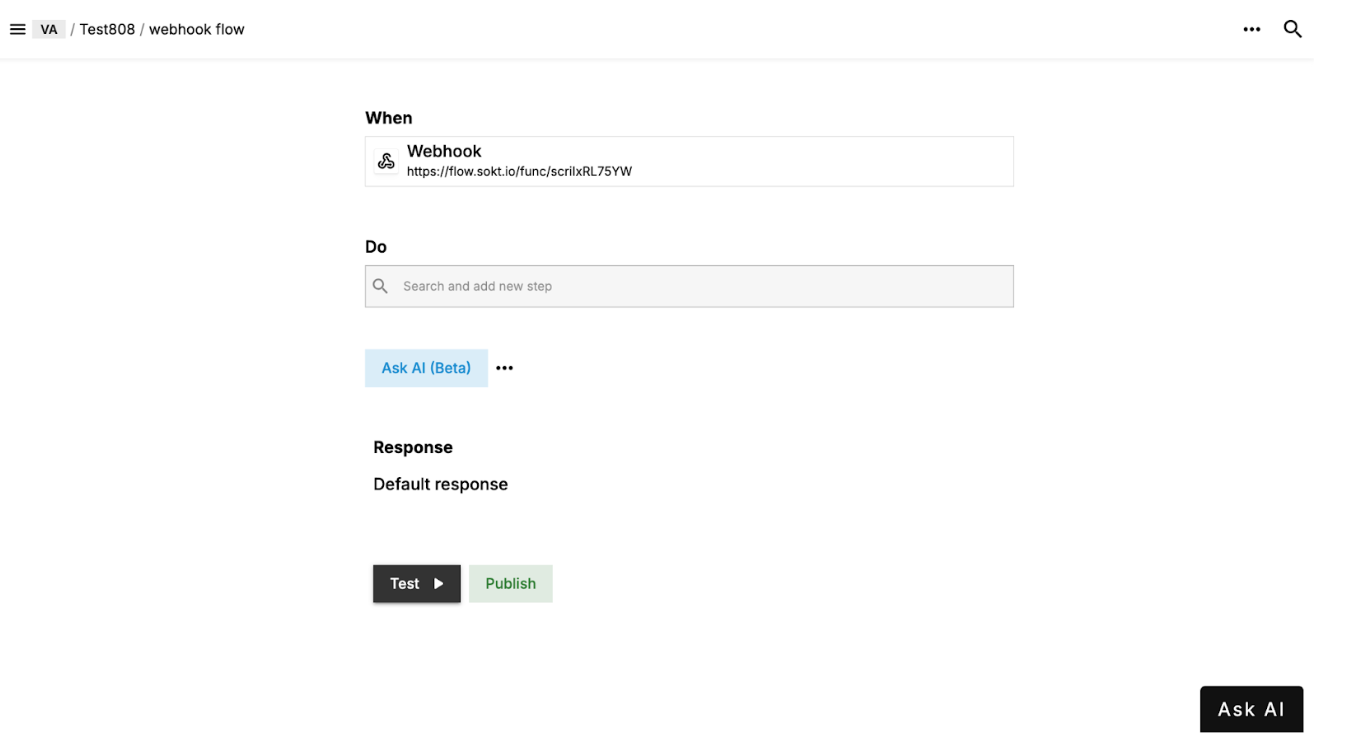 VA / Test808 / webhook flow
When
Webhook
https://flow.sokt.io/func/scriIxRL75YW
Do
Search and add new step
Ask AI (Beta)
Response
Default response
Test
Publish
Ask AI